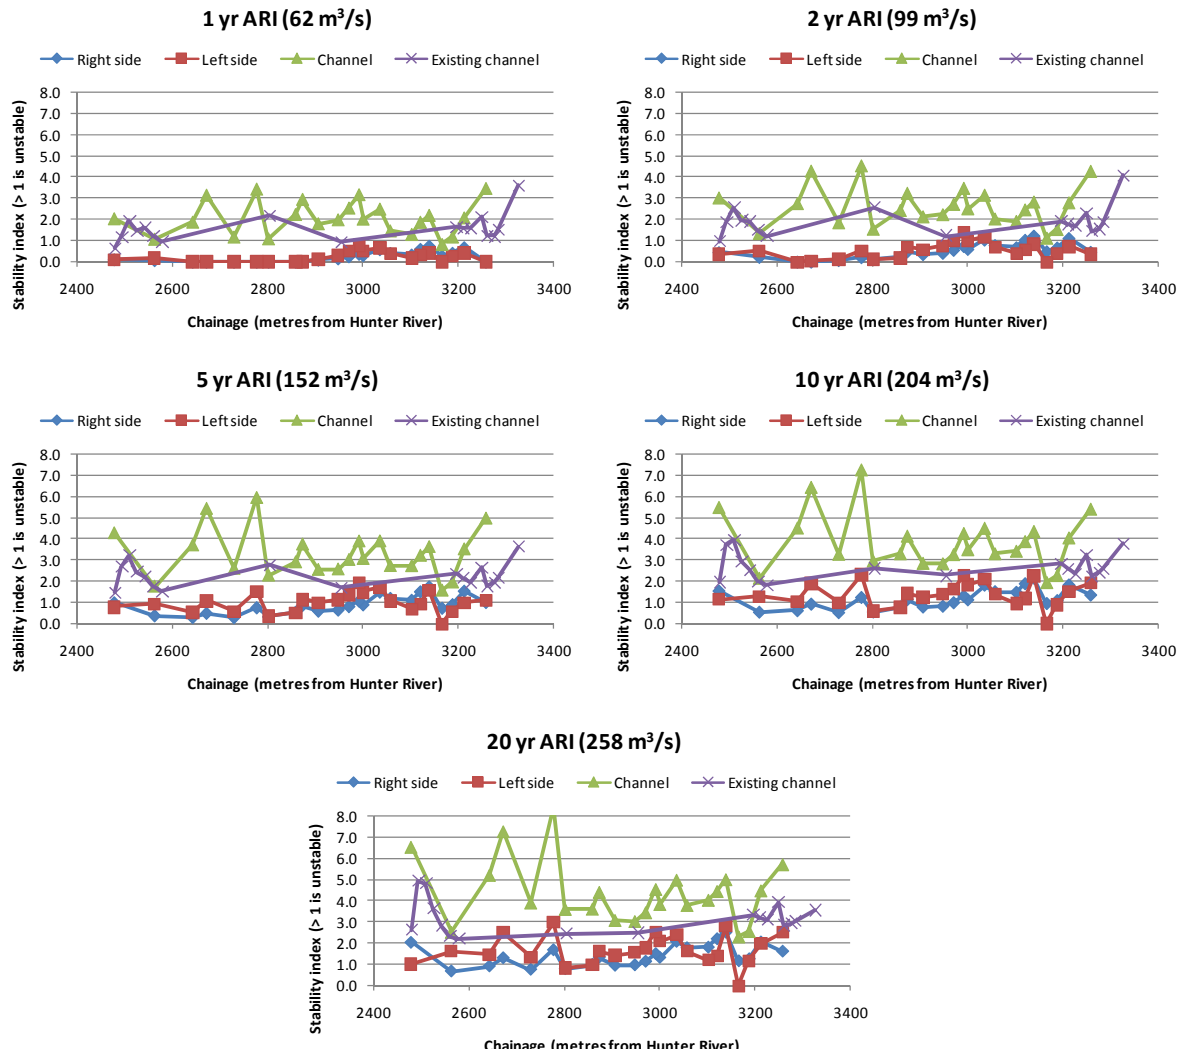 1 yr ARI (62 m³/s)
Right side Left side Channel Existing channel
Stability index (> 1 is unstable)
8.0
7.0
6.0
5.0
4.0
3.0
2.0
1.0
0.0
2400 2600 2800 3000 3200 3400
Chainage (metres from Hunter River)
2 yr ARI (99 m³/s)
Right side Left side Channel Existing channel
Stability index (> 1 is unstable)
8.0
7.0
6.0
5.0
4.0
3.0
2.0
1.0
0.0
2400 2600 2800 3000 3200 3400
Chainage (metres from Hunter River)
5 yr ARI (152 m³/s)
Right side Left side Channel Existing channel
Stability index (> 1 is unstable)
8.0
7.0
6.0
5.0
4.0
3.0
2.0
1.0
0.0
2400 2600 2800 3000 3200 3400
Chainage (metres from Hunter River)
10 yr ARI (204 m³/s)
Right side Left side Channel Existing channel
Stability index (> 1 is unstable)
8.0
7.0
6.0
5.0
4.0
3.0
2.0
1.0
0.0
2400 2600 2800 3000 3200 3400
Chainage (metres from Hunter River)
20 yr ARI (258 m³/s)
Right side Left side Channel Existing channel
Stability index (> 1 is unstable)
8.0
7.0
6.0
5.0
4.0
3.0
2.0
1.0
0.0
2400 2600 2800 3000 3200 3400
Chainage (metres from Hunter River)